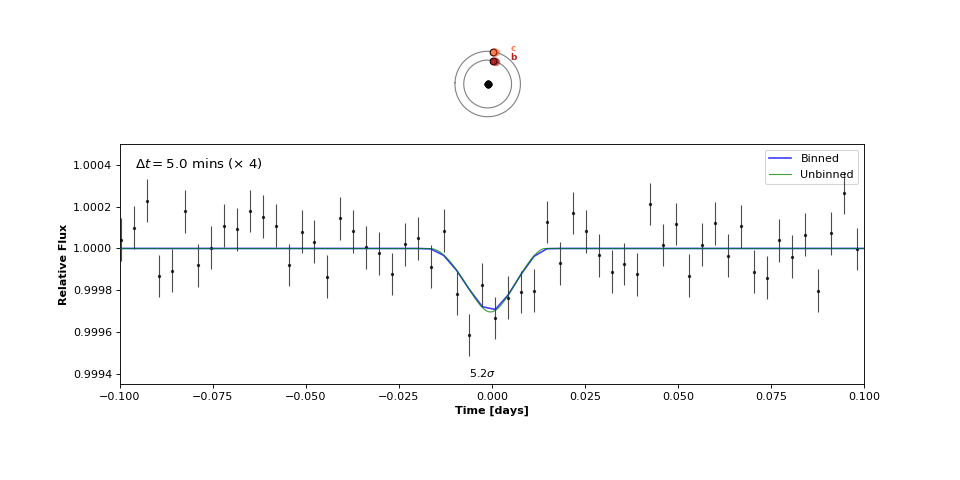 c
b
Δt = 5.0 mins (× 4)
Binned
Unbinned
1.0004
1.0002
1.0000
0.9998
0.9996
0.9994
Relative Flux
5.2σ
−0.100 −0.075 −0.050 −0.025 0.000 0.025 0.050 0.075 0.100
Time [days]